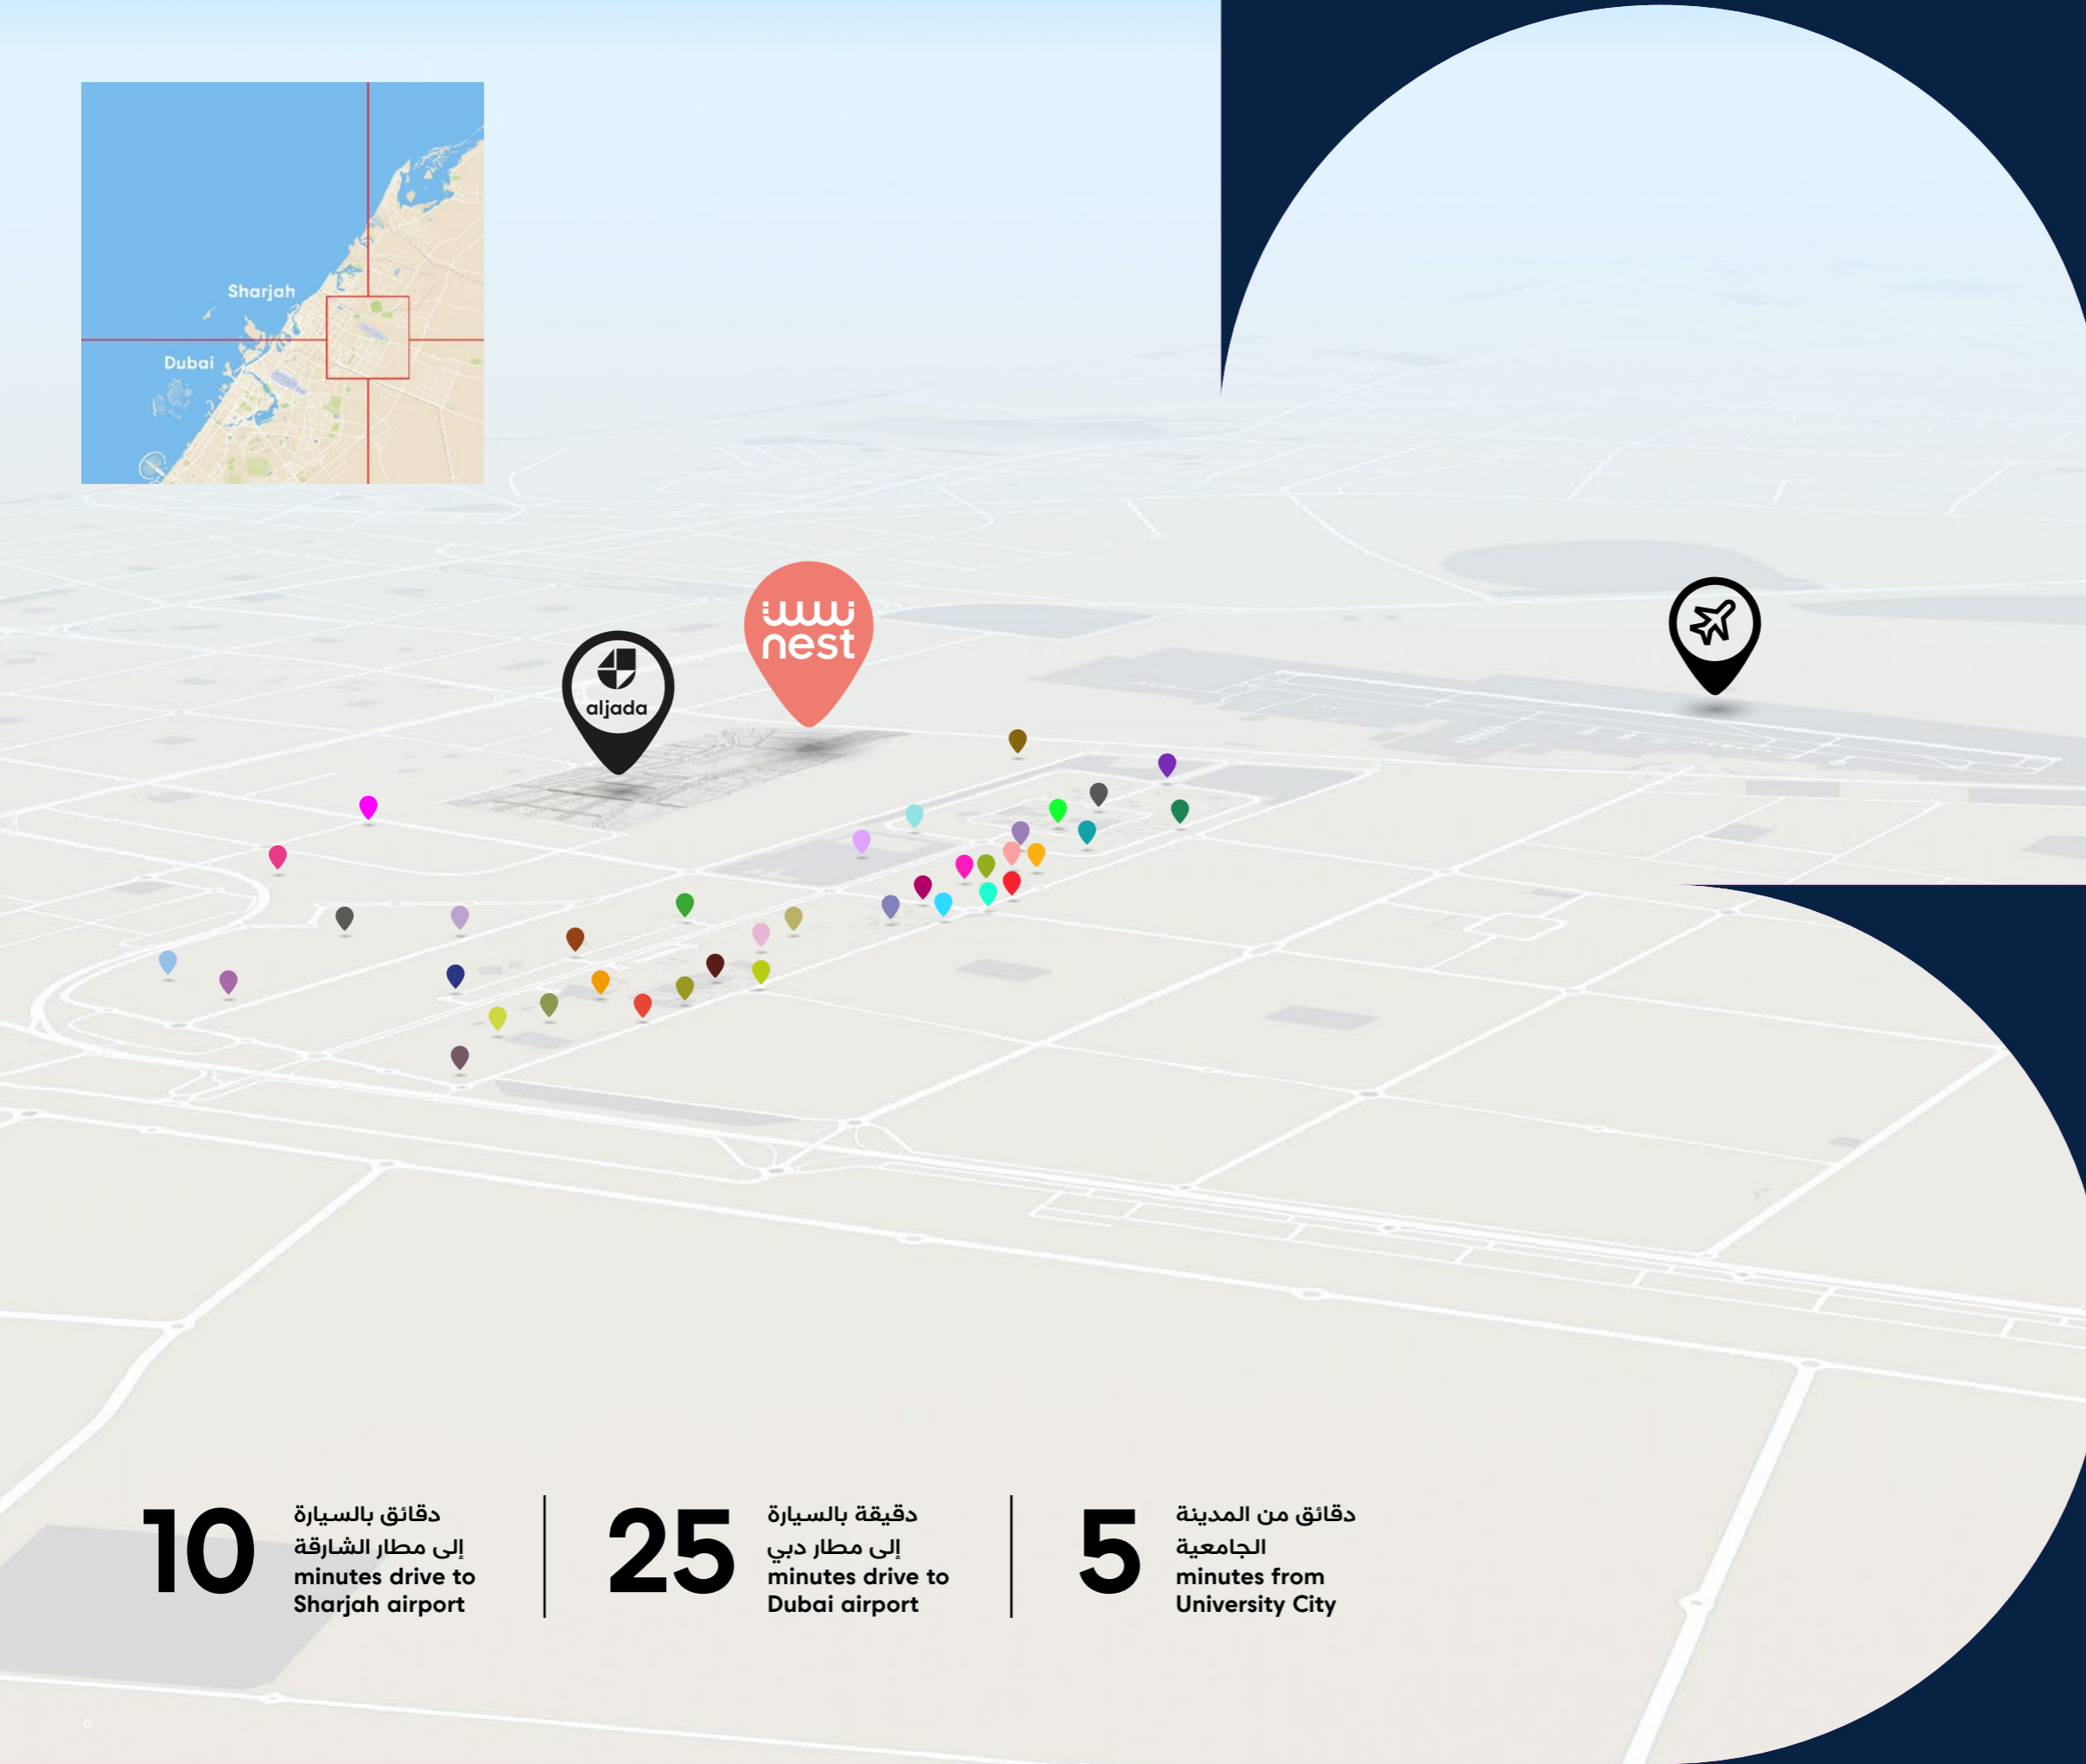 Sharjah
Dubai
nest
aljada
10
دقائق بالسيارة
إلى مطار الشارقة
minutes drive to
Sharjah airport
25
دقيقة بالسيارة
إلى مطار دبي
minutes drive to
Dubai airport
5
دقائق من المدينة
الجامعية
minutes from
University City
6